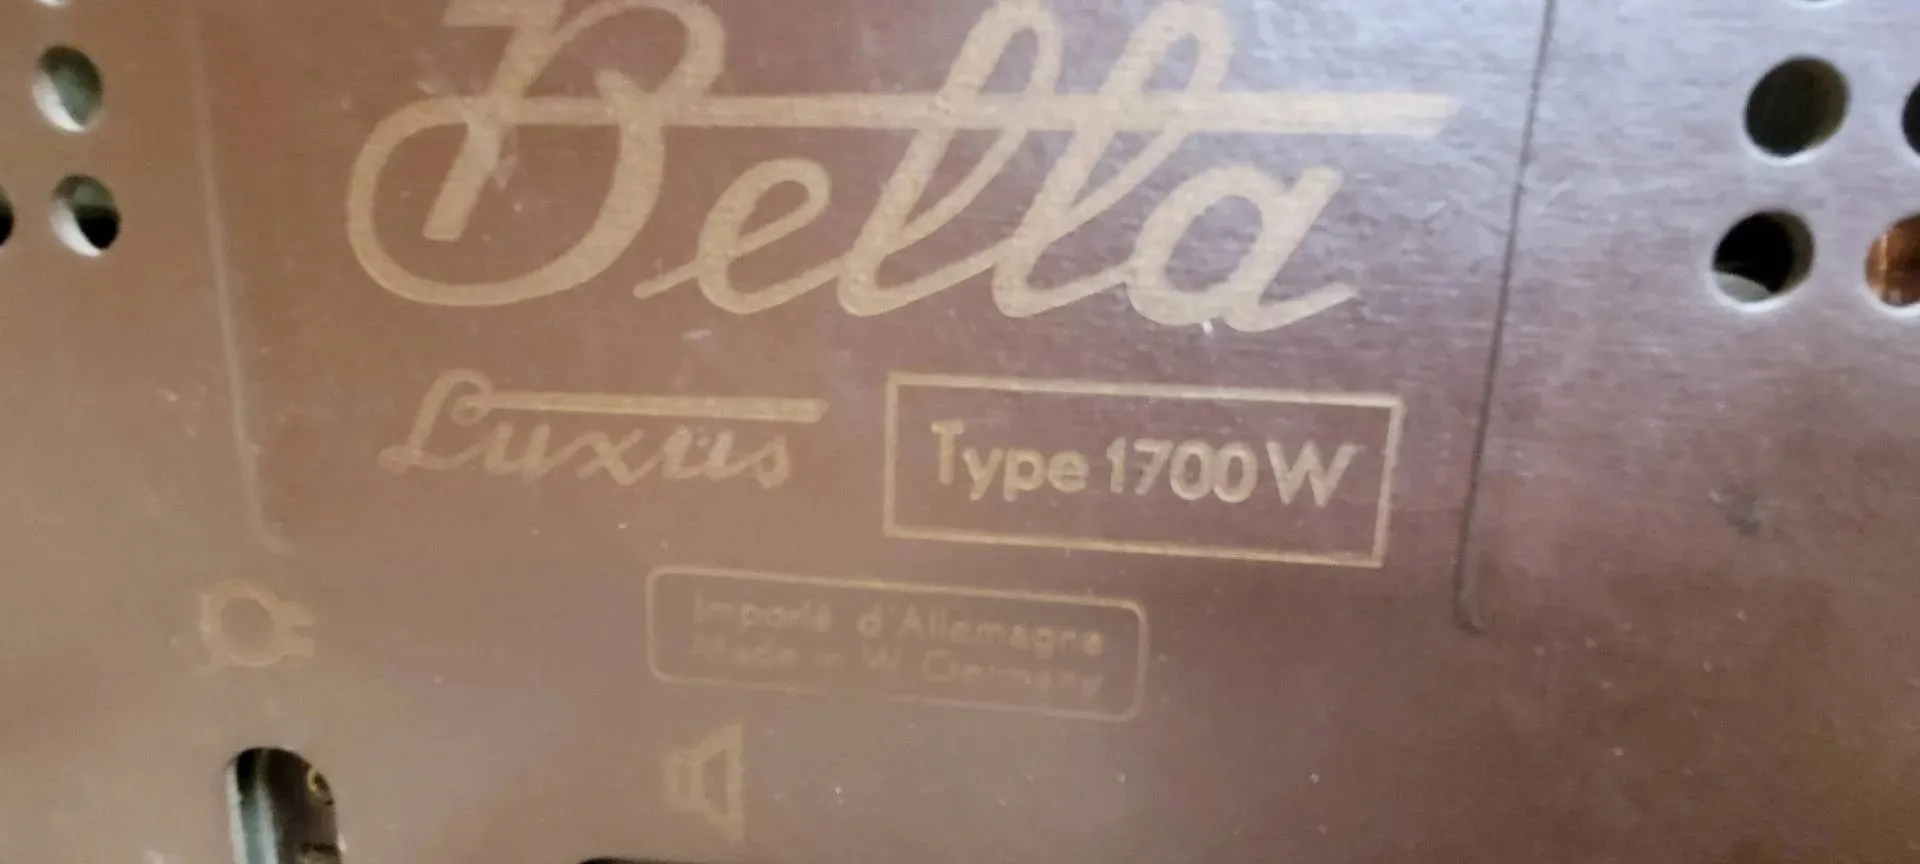 Bella
Luxus
Type 1700 W
Importé d'Allemagne
Made in W. Germany